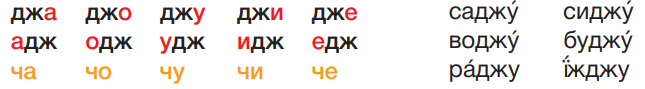 джа джо джу джи дже саджу́ сиджу́
адж одж удж идж едж воджу́ буджу́
ча чо чу чи че ра́джу ї́жджу